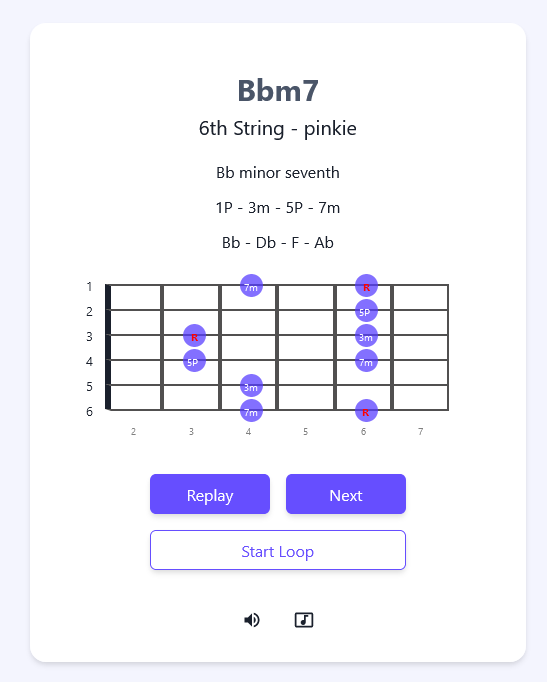 Bbm7
6th String - pinkie
Bb minor seventh
1P - 3m - 5P - 7m
Bb - Db - F - Ab
1 7m R
2 5P
3 R 3m
4 5P 7m
5 3m
6 7m R
2 3 4 5 6 7
Replay Next
Start Loop